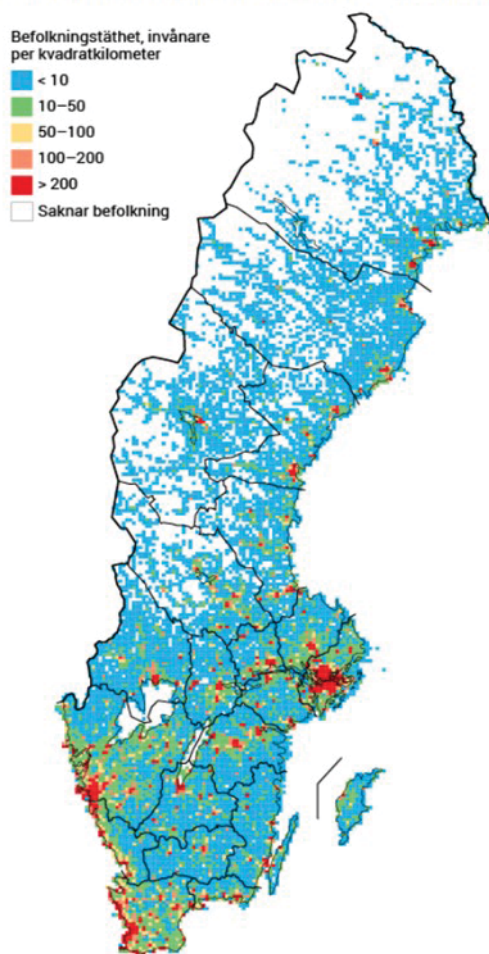 Befolkningstäthet, invånare
per kvadratkilometer
< 10
10–50
50–100
100–200
> 200
Saknar befolkning